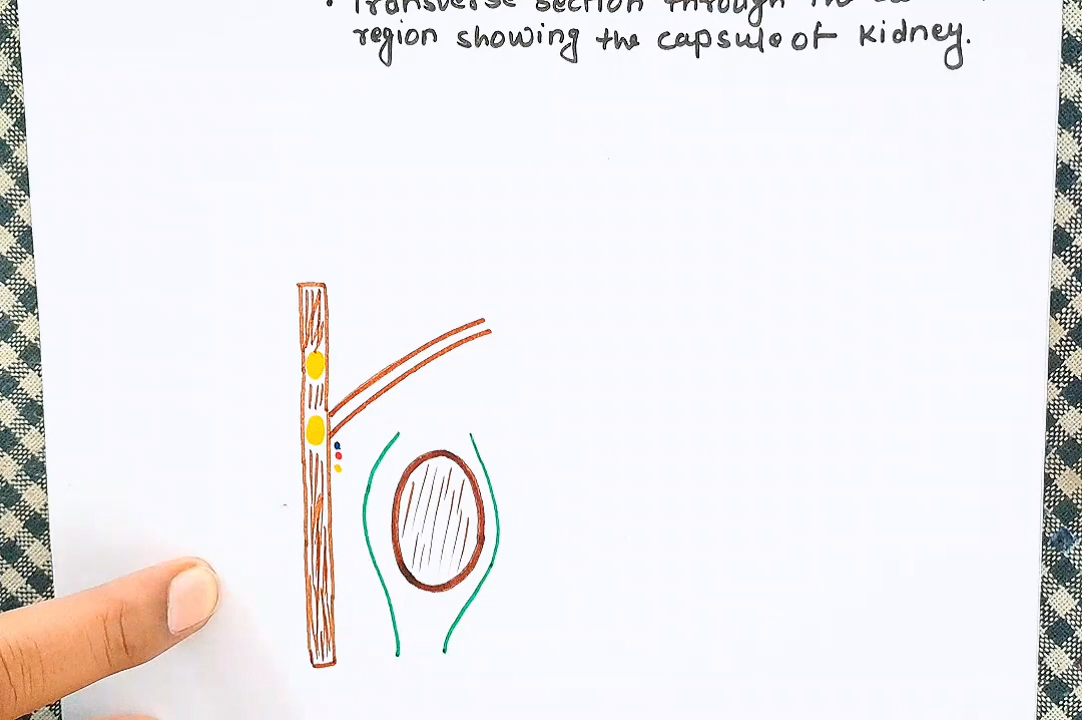 • Transverse section through the
region showing the capsule of kidney.